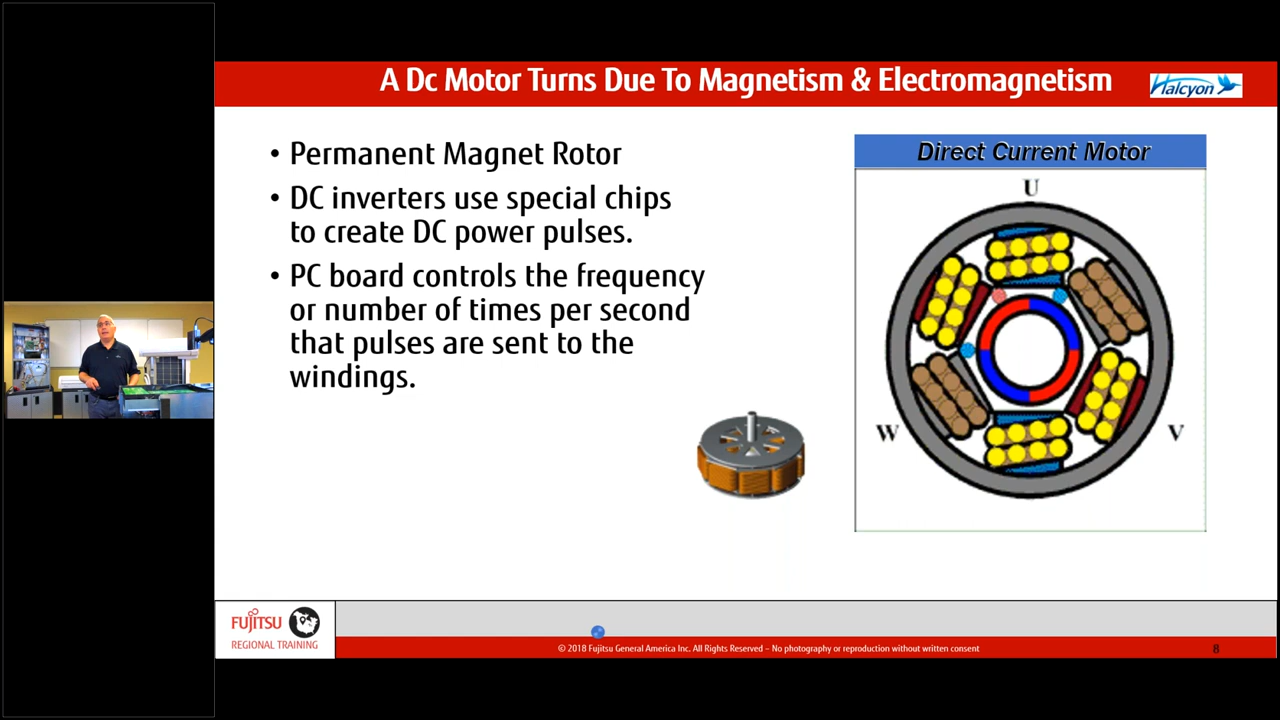 A Dc Motor Turns Due To Magnetism & Electromagnetism
Halcyon
• Permanent Magnet Rotor
• DC inverters use special chips
to create DC power pulses.
• PC board controls the frequency
or number of times per second
that pulses are sent to the
windings.
Direct Current Motor
U
W
V
FUJITSU
REGIONAL TRAINING
© 2018 Fujitsu General America Inc. All Rights Reserved – No photography or reproduction without written consent
8